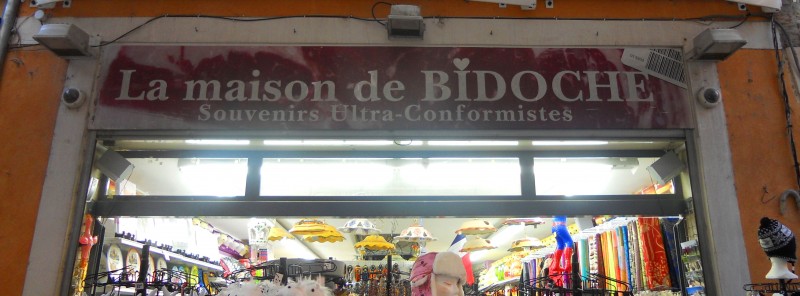 La maison de BIDOCHE
Souvenirs Ultra-Conformistes